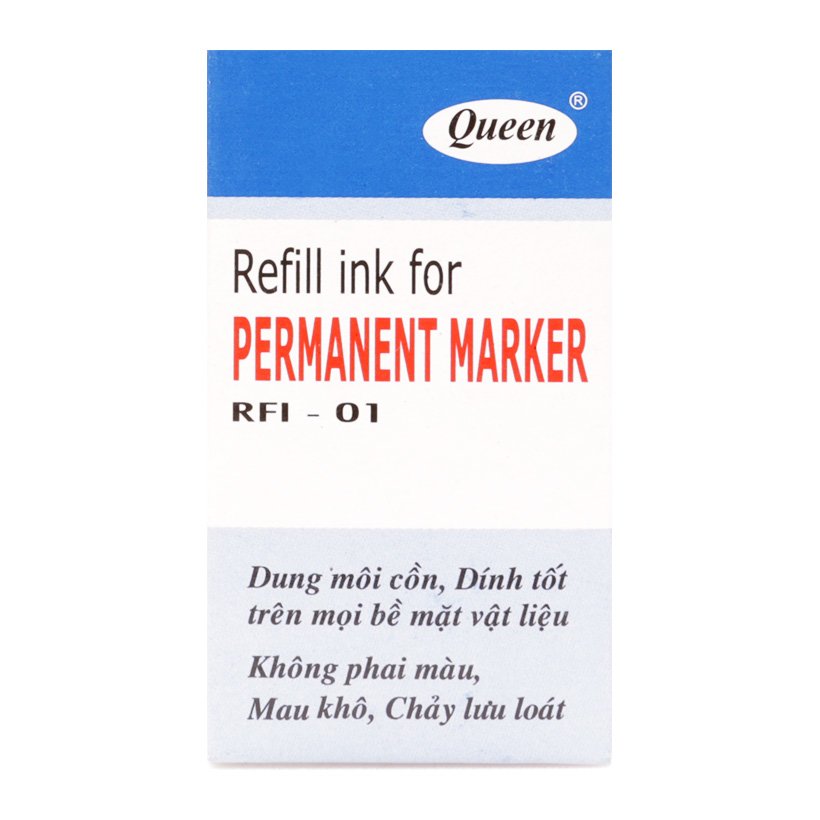 Queen ®
Refill ink for
PERMANENT MARKER
RFI - 01
Dung môi cồn, Dính tốt
trên mọi bề mặt vật liệu
Không phai màu,
Mau khô, Chảy lưu loát